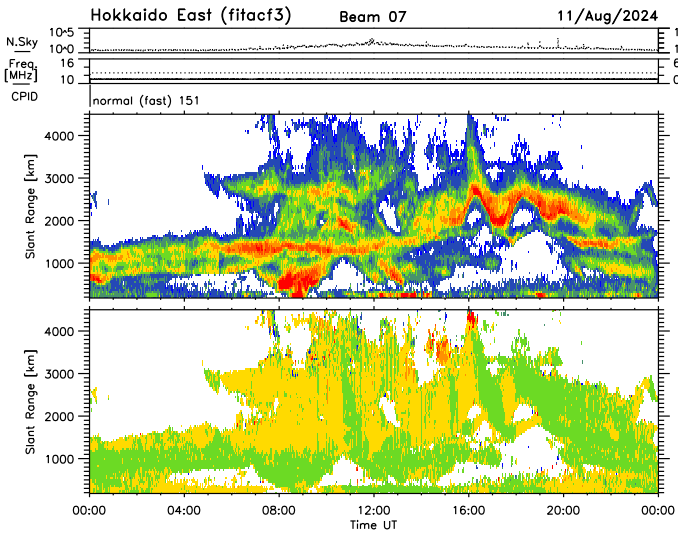 Hokkaido East (fitacf3) Beam 07 11/Aug/2024
N.Sky 10^5 10^0 1 1
Freq. [MHz] 16 10 6 0
CPID normal (fast) 151
Slant Range [km] 4000 3000 2000 1000
Slant Range [km] 4000 3000 2000 1000
00:00 04:00 08:00 12:00 16:00 20:00 00:00
Time UT